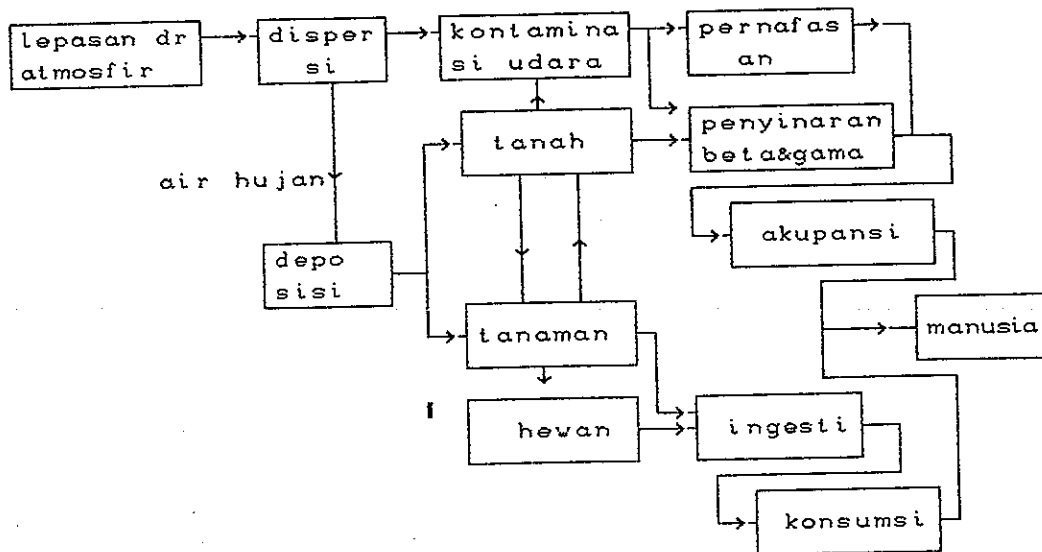 lepasan dr
atmosfir
disper
si
kontamina
si udara
pernafas
an
tanah
penyinaran
beta&gama
air hujan
akupansi
depo
sisi
tanaman
manusia
hewan
ingesti
konsumsi